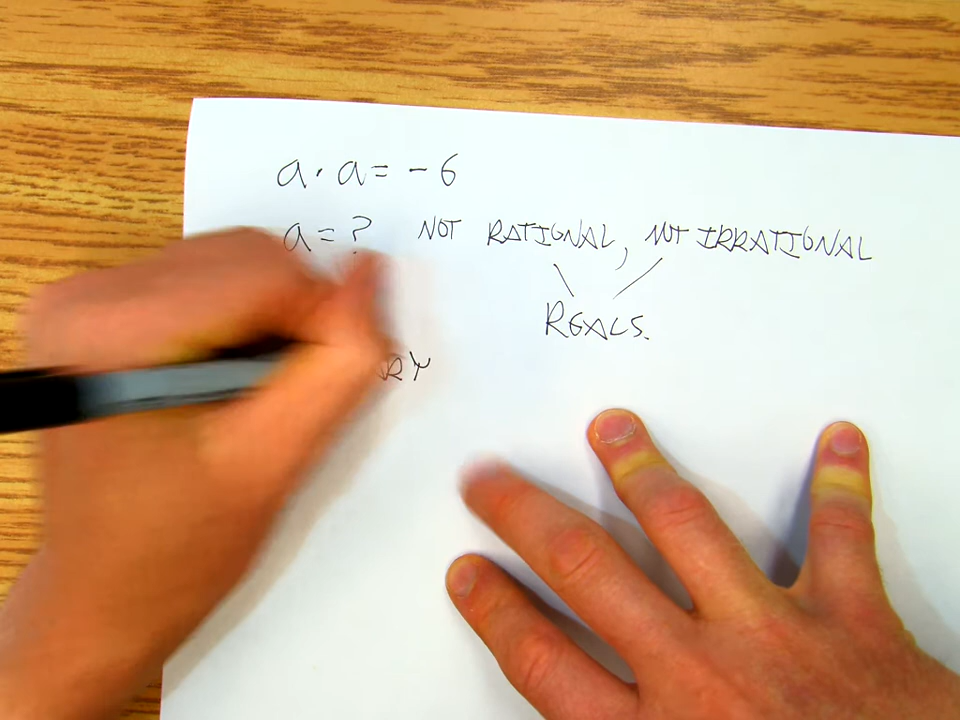 a · a = - 6
a = ? NOT RATIONAL, NOT IRRATIONAL
REALS.